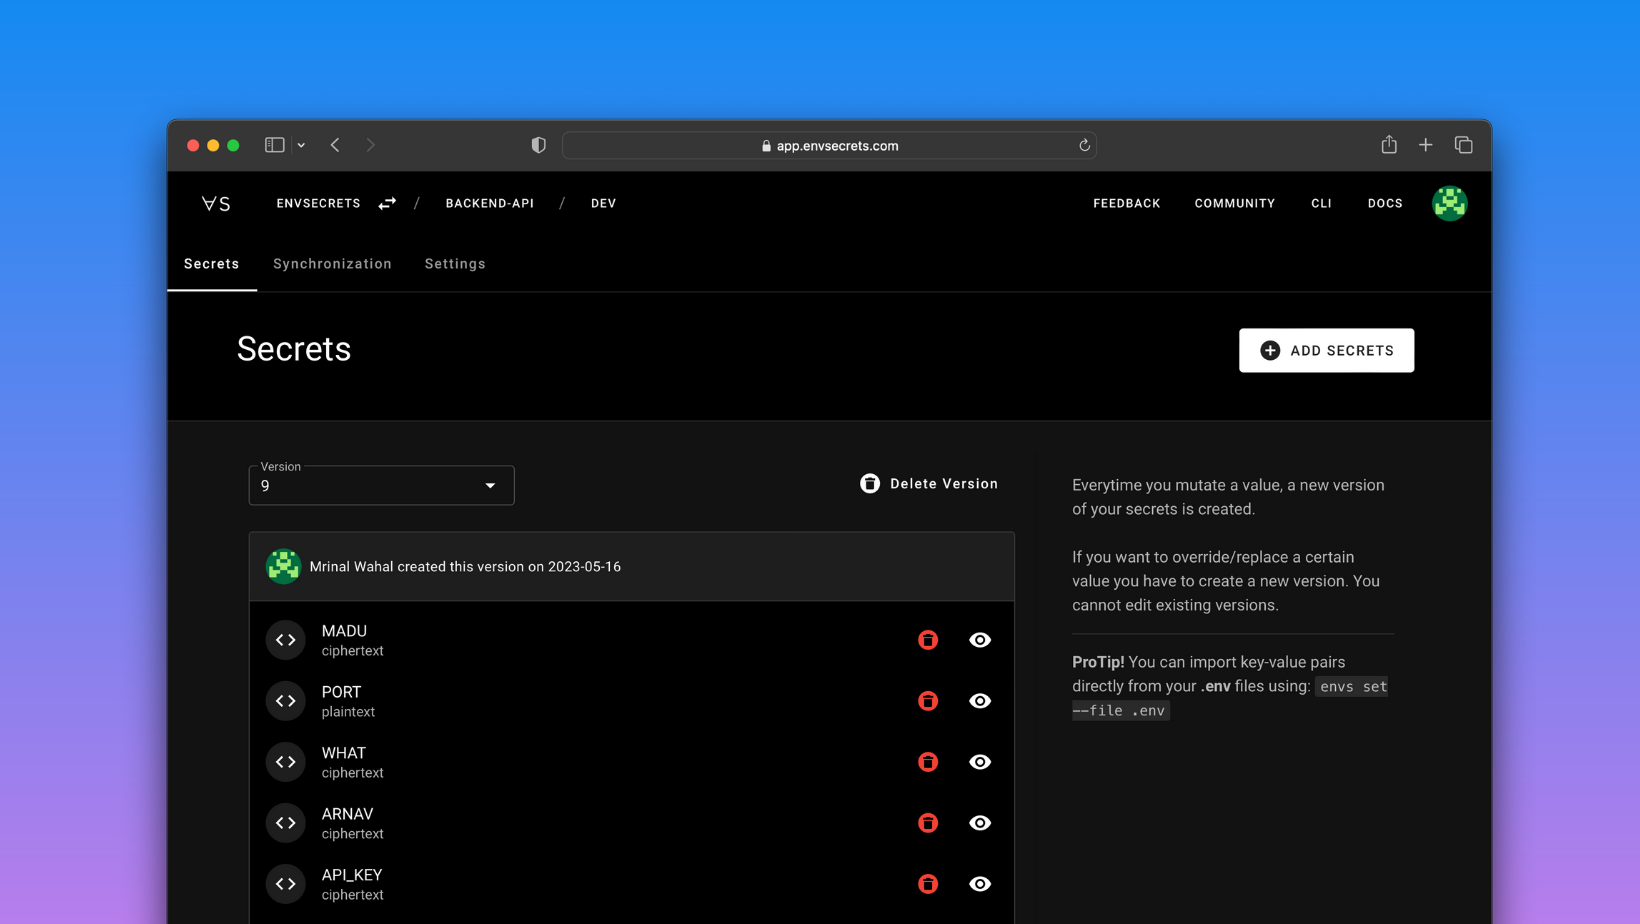 app.envsecrets.com
∀S ENVSECRETS / BACKEND-API / DEV FEEDBACK COMMUNITY CLI DOCS
Secrets Synchronization Settings
Secrets
ADD SECRETS
Version
9
Delete Version
Mrinal Wahal created this version on 2023-05-16
MADU
ciphertext
PORT
plaintext
WHAT
ciphertext
ARNAV
ciphertext
API_KEY
ciphertext
Everytime you mutate a value, a new version
of your secrets is created.
If you want to override/replace a certain
value you have to create a new version. You
cannot edit existing versions.
ProTip! You can import key-value pairs
directly from your .env files using: envs set
--file .env